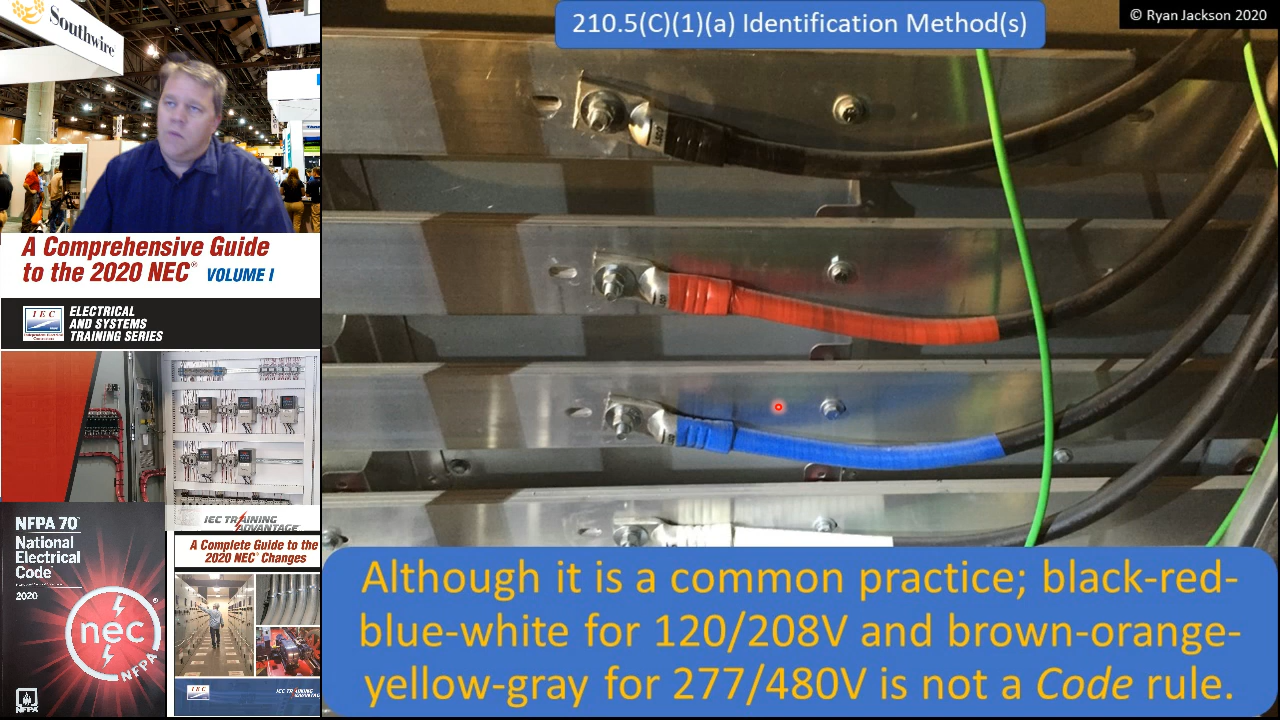 Southwire
210.5(C)(1)(a) Identification Method(s)
© Ryan Jackson 2020
A Comprehensive Guide
to the 2020 NEC® VOLUME I
IEC
ELECTRICAL
AND SYSTEMS
TRAINING SERIES
IEC TRAINING
ADVANTAGE
NFPA 70
National
Electrical
Code
2020
nec
NFPA
A Complete Guide to the
2020 NEC® Changes
IEC
Although it is a common practice; black-red-
blue-white for 120/208V and brown-orange-
yellow-gray for 277/480V is not a Code rule.